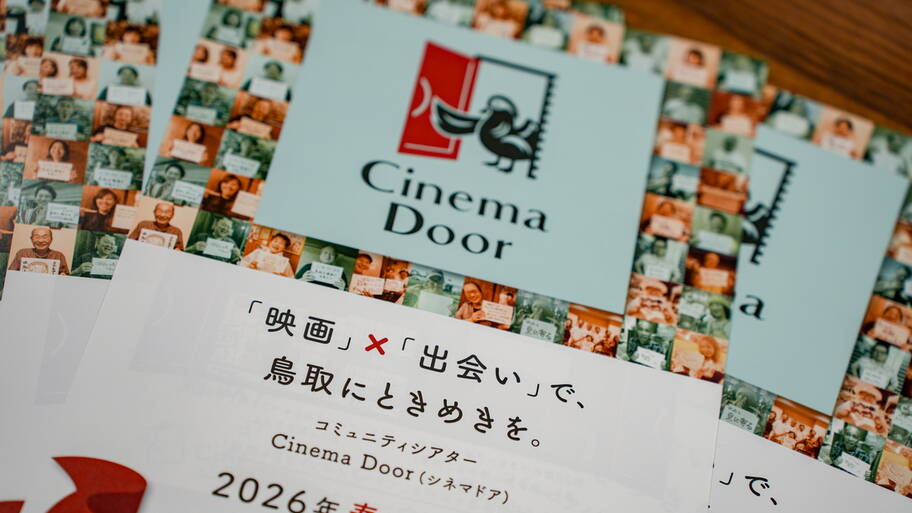 Cinema
Door
「映画」×「出会い」で、
鳥取にときめきを。
コミュニティシアター
Cinema Door (シネマドア)
2026年 春
a
」で、